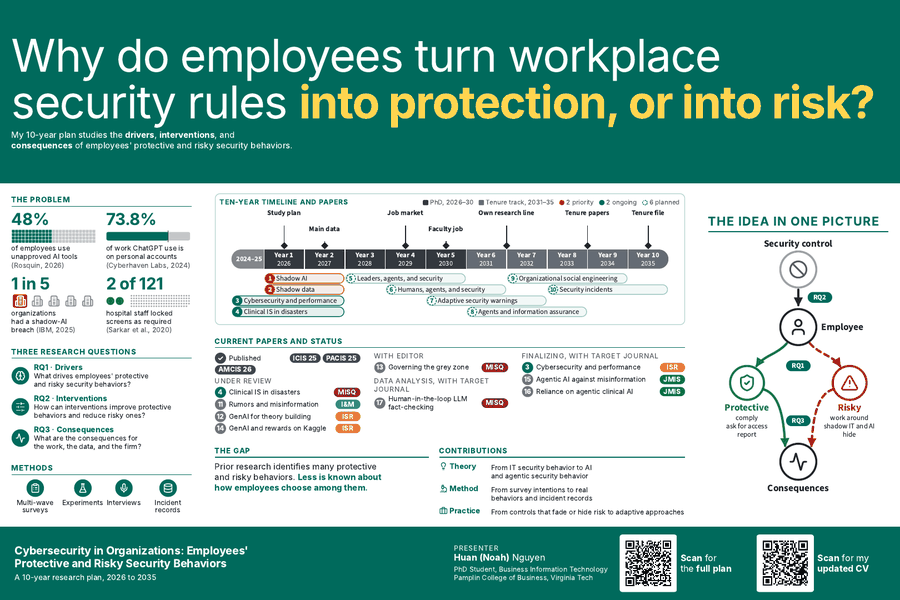 Why do employees turn workplace
security rules into protection, or into risk?
My 10-year plan studies the drivers, interventions, and
consequences of employees' protective and risky security behaviors.
THE PROBLEM
48%
of employees use
unapproved AI tools
(Rosquin, 2026)
73.8%
of work ChatGPT use is
on personal accounts
(Cyberhaven Labs, 2024)
1 in 5
organizations
had a shadow-AI
breach (IBM, 2025)
2 of 121
hospital staff locked
screens as required
(Sarkar et al., 2020)
THREE RESEARCH QUESTIONS
RQ1 · Drivers
What drives employees' protective
and risky security behaviors?
RQ2 · Interventions
How can interventions improve protective
behaviors and reduce risky ones?
RQ3 · Consequences
What are the consequences for
the work, the data, and the firm?
METHODS
Multi-wave
surveys
Experiments
Interviews
Incident
records
TEN-YEAR TIMELINE AND PAPERS
PhD, 2026–30
Tenure track, 2031–35
2 priority
2 ongoing
6 planned
Study plan
Job market
Own research line
Tenure papers
Tenure file
Main data
Faculty job
2024–25
Year 1
2026
Year 2
2027
Year 3
2028
Year 4
2029
Year 5
2030
Year 6
2031
Year 7
2032
Year 8
2033
Year 9
2034
Year 10
2035
1 Shadow AI
5 Leaders, agents, and security
9 Organizational social engineering
2 Shadow data
6 Humans, agents, and security
10 Security incidents
3 Cybersecurity and performance
7 Adaptive security warnings
4 Clinical IS in disasters
8 Agents and information assurance
CURRENT PAPERS AND STATUS
Published
ICIS 25
PACIS 25
AMCIS 26
UNDER REVIEW
4 Clinical IS in disasters MISQ
11 Rumors and misinformation I&M
12 GenAI for theory building ISR
14 GenAI and rewards on Kaggle ISR
WITH EDITOR
13 Governing the grey zone MISQ
DATA ANALYSIS, WITH TARGET
JOURNAL
17 Human-in-the-loop LLM
fact-checking MISQ
FINALIZING, WITH TARGET JOURNAL
3 Cybersecurity and performance ISR
15 Agentic AI against misinformation JMIS
16 Reliance on agentic clinical AI JMIS
THE GAP
Prior research identifies many protective
and risky behaviors. Less is known about
how employees choose among them.
CONTRIBUTIONS
Theory
From IT security behavior to AI
and agentic security behavior
Method
From survey intentions to real
behaviors and incident records
Practice
From controls that fade or hide risk to adaptive approaches
THE IDEA IN ONE PICTURE
Security control
RQ2
Employee
RQ1
Protective
comply
ask for access
report
Risky
work around
shadow IT and AI
hide
RQ3
Consequences
Cybersecurity in Organizations: Employees'
Protective and Risky Security Behaviors
A 10-year research plan, 2026 to 2035
PRESENTER
Huan (Noah) Nguyen
PhD Student, Business Information Technology
Pamplin College of Business, Virginia Tech
Scan for
the full plan
Scan for my
updated CV